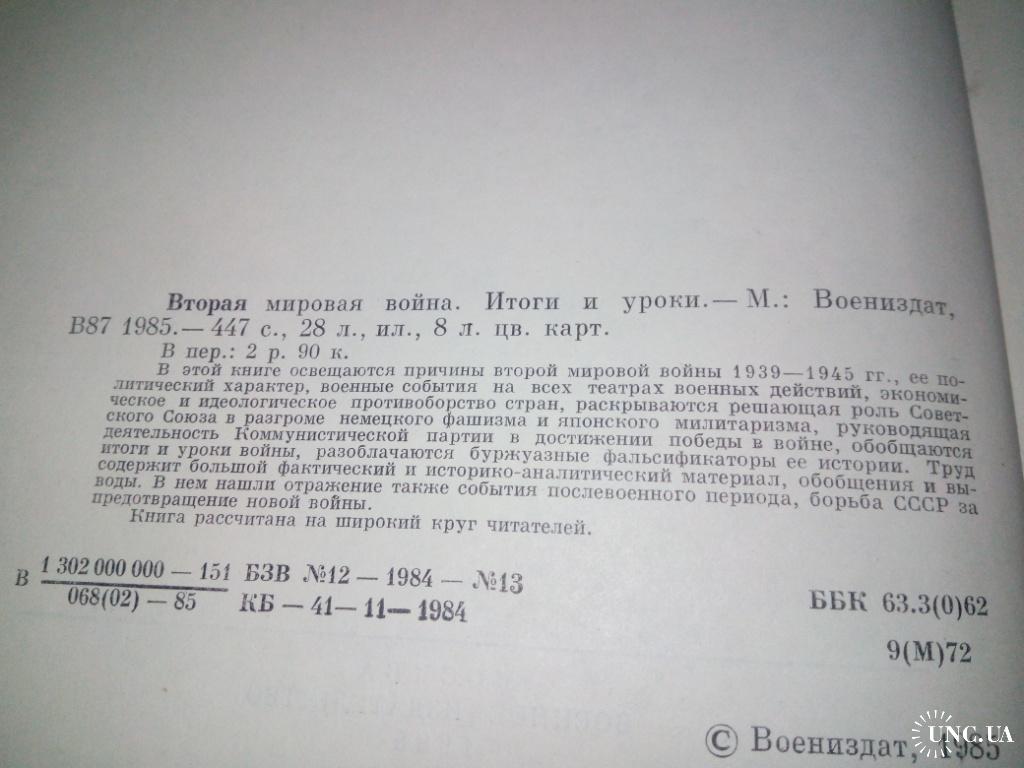 Вторая мировая война. Итоги и уроки. — М.: Воениздат,
В87 1985. — 447 с., 28 л., ил., 8 л. цв. карт.
В пер.: 2 р. 90 к.
В этой книге освещаются причины второй мировой войны 1939—1945 гг., ее по-
литический характер, военные события на всех театрах военных действий, экономи-
ческое и идеологическое противоборство стран, раскрываются решающая роль Совет-
ского Союза в разгроме немецкого фашизма и японского милитаризма, руководящая
деятельность Коммунистической партии в достижении победы в войне, обобщаются
итоги и уроки войны, разоблачаются буржуазные фальсификаторы ее истории. Труд
содержит большой фактический и историко-аналитический материал, обобщения и вы-
воды. В нем нашли отражение также события послевоенного периода, борьба СССР за
предотвращение новой войны.
Книга рассчитана на широкий круг читателей.
В 1 302 000 000 — 151 БЗВ №12 — 1984 — №13
068(02) — 85 КБ — 41 — 11 — 1984
ББК 63.3(0)62
9(М)72
© Воениздат, 1985
UNC.UA